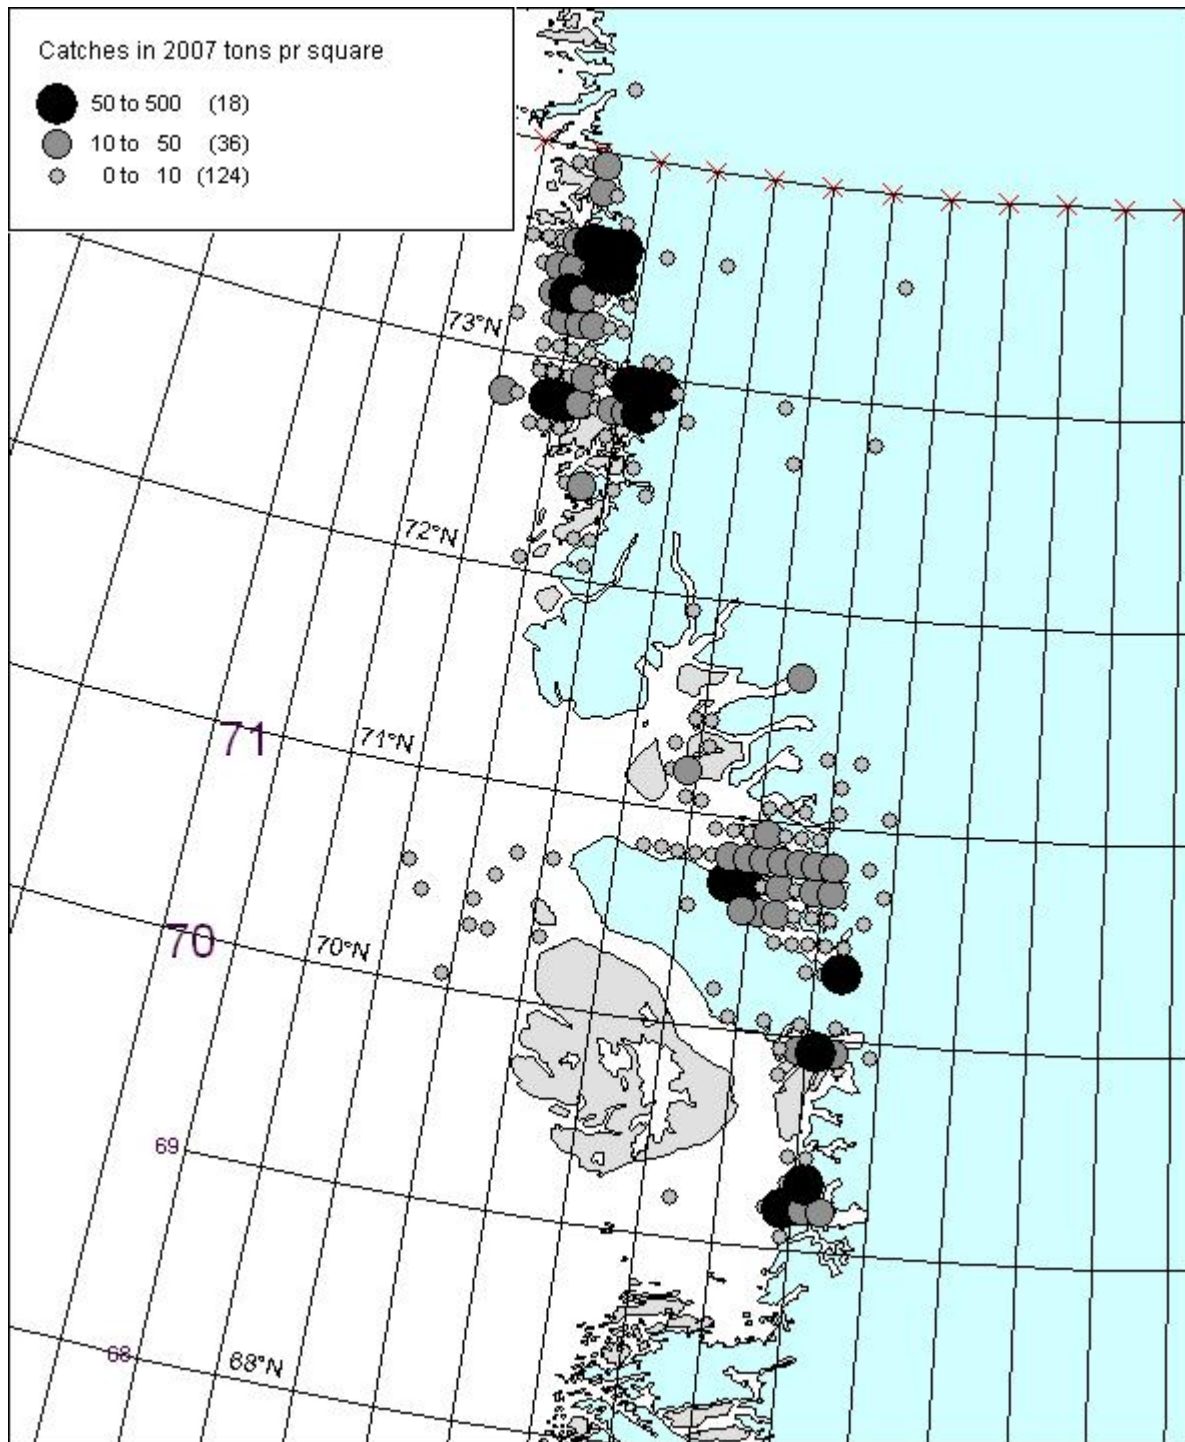 Catches in 2007 tons pr square
50 to 500 (18)
10 to 50 (36)
0 to 10 (124)
73°N
72°N
71
71°N
70
70°N
69
68
68°N